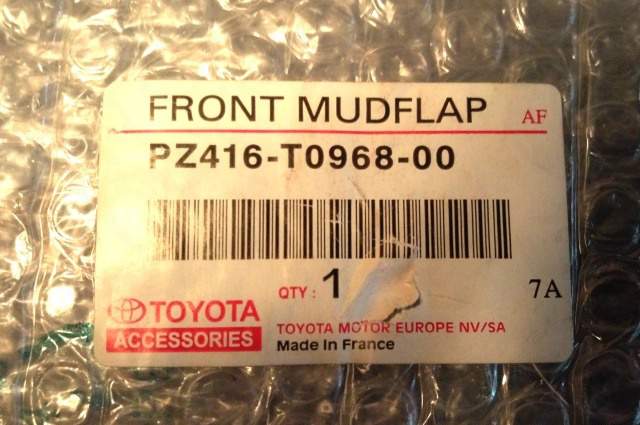 FRONT MUDFLAP AF
PZ416-T0968-00
QTY : 1 7A
TOYOTA
ACCESSORIES
TOYOTA MOTOR EUROPE NV/SA
Made In France